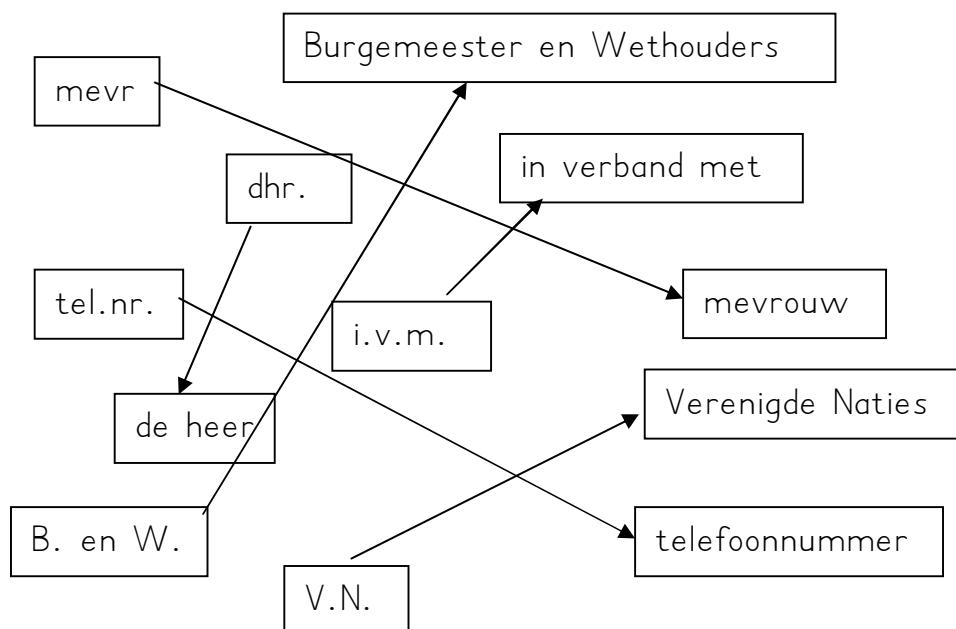 Burgemeester en Wethouders
mevr
in verband met
dhr.
tel.nr.
mevrouw
i.v.m.
Verenigde Naties
de heer
B. en W.
telefoonnummer
V.N.